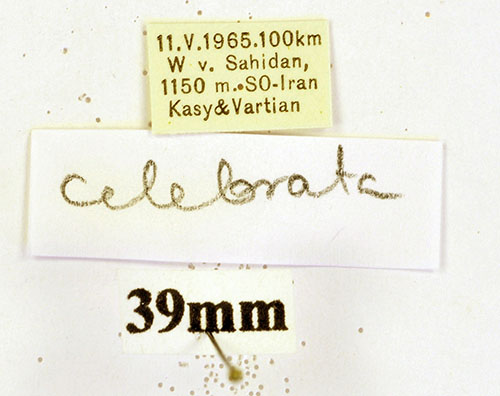 11.V.1965.100km
W v. Sahidan,
1150 m.SO-Iran
Kasy&Vartian
celebrata
39mm